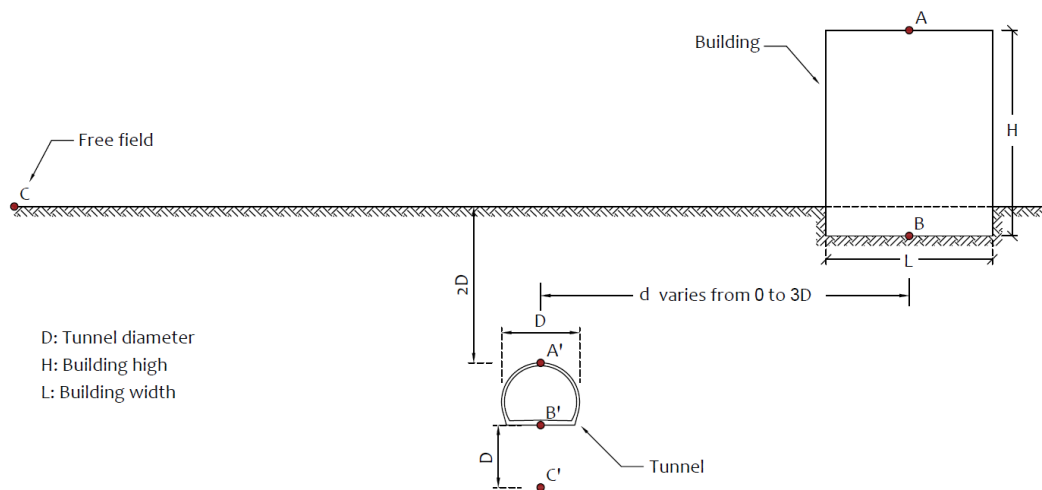 A
Building
Free field
H
C
B
L
2D
d varies from 0 to 3D
D
D: Tunnel diameter
H: Building high
L: Building width
A'
B'
D
Tunnel
C'